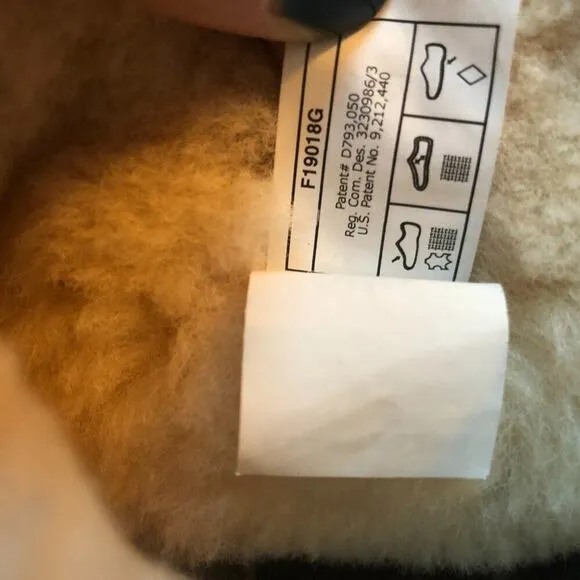 F19018G
Patent# D793,050
Reg. Com. Des. 3230986/3
U.S. Patent No. 9,212,440